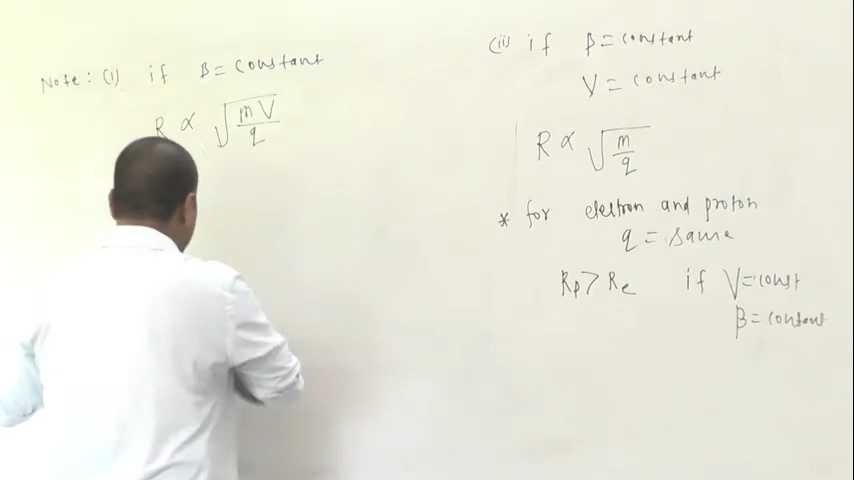 Note: (i) if B = constant
R ∝ √(mV/q)
(ii) if B = constant
V = constant
R ∝ √(m/q)
* for electron and proton
q = same
Rp > Re if V = const
B = constant